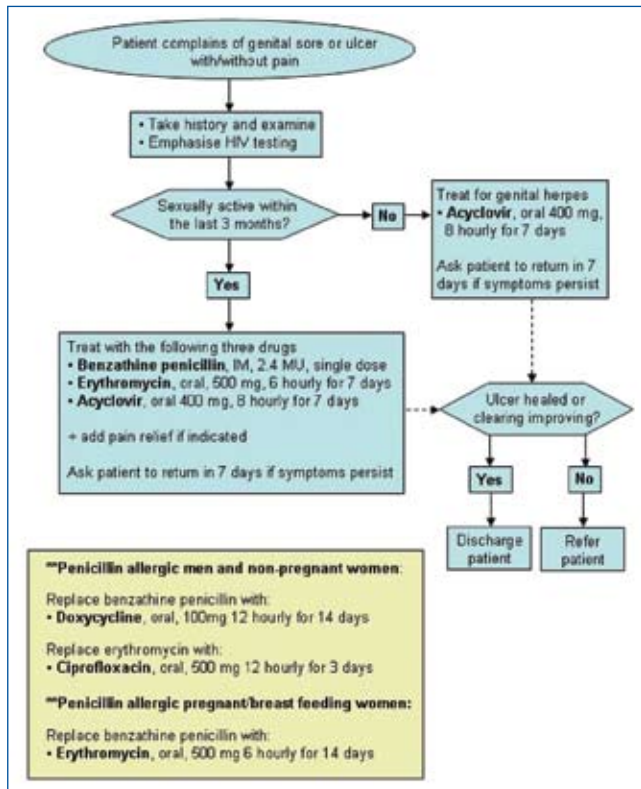 Patient complains of genital sore or ulcer
with/without pain
• Take history and examine
• Emphasise HIV testing
Sexually active within
the last 3 months?
No
Treat for genital herpes
• Acyclovir, oral 400 mg,
8 hourly for 7 days
Ask patient to return in 7
days if symptoms persist
Yes
Treat with the following three drugs
• Benzathine penicillin, IM, 2.4 MU, single dose
• Erythromycin, oral, 500 mg, 6 hourly for 7 days
• Acyclovir, oral 400 mg, 8 hourly for 7 days
+ add pain relief if indicated
Ask patient to return in 7 days if symptoms persist
Ulcer healed or
clearing improving?
Yes
No
Discharge
patient
Refer
patient
**Penicillin allergic men and non-pregnant women:
Replace benzathine penicillin with:
• Doxycycline, oral, 100mg 12 hourly for 14 days
Replace erythromycin with:
• Ciprofloxacin, oral, 500 mg 12 hourly for 3 days
**Penicillin allergic pregnant/breast feeding women:
Replace benzathine penicillin with:
• Erythromycin, oral, 500 mg 6 hourly for 14 days